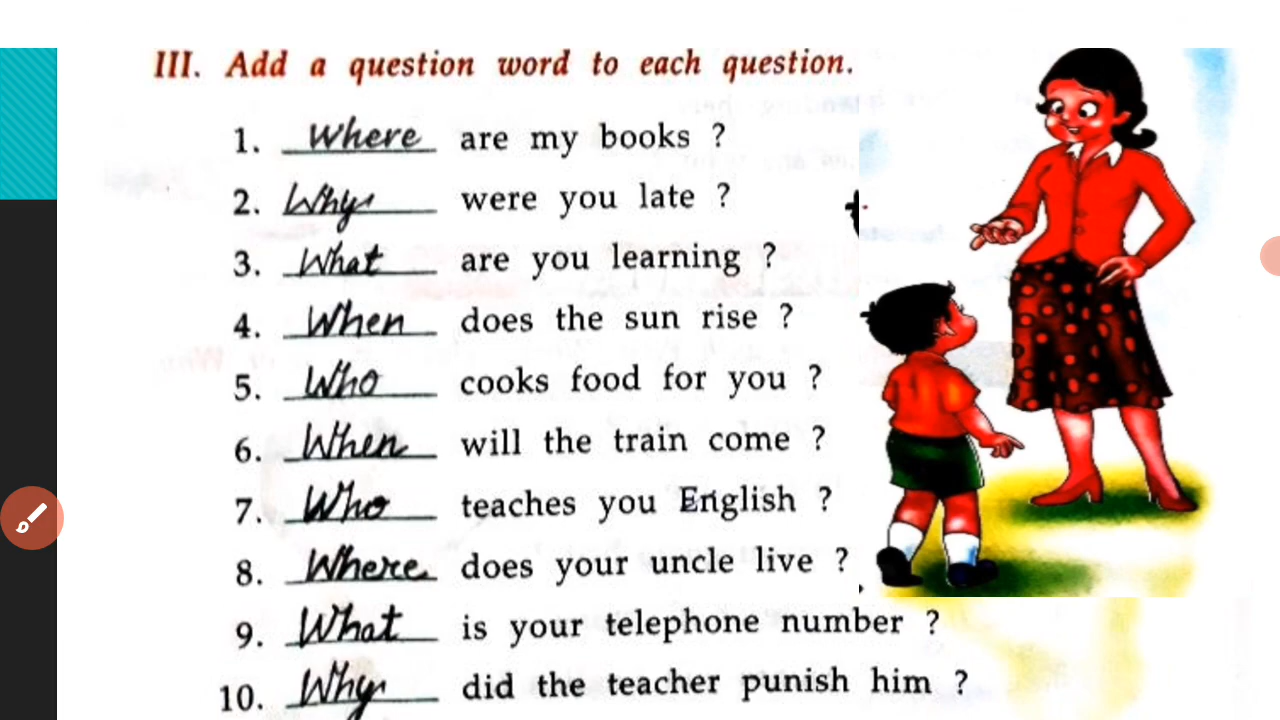 III. Add a question word to each question.
1. Where are my books ?
2. Why were you late ?
3. What are you learning ?
4. When does the sun rise ?
5. Who cooks food for you ?
6. When will the train come ?
7. Who teaches you English ?
8. Where does your uncle live ?
9. What is your telephone number ?
10. Why did the teacher punish him ?